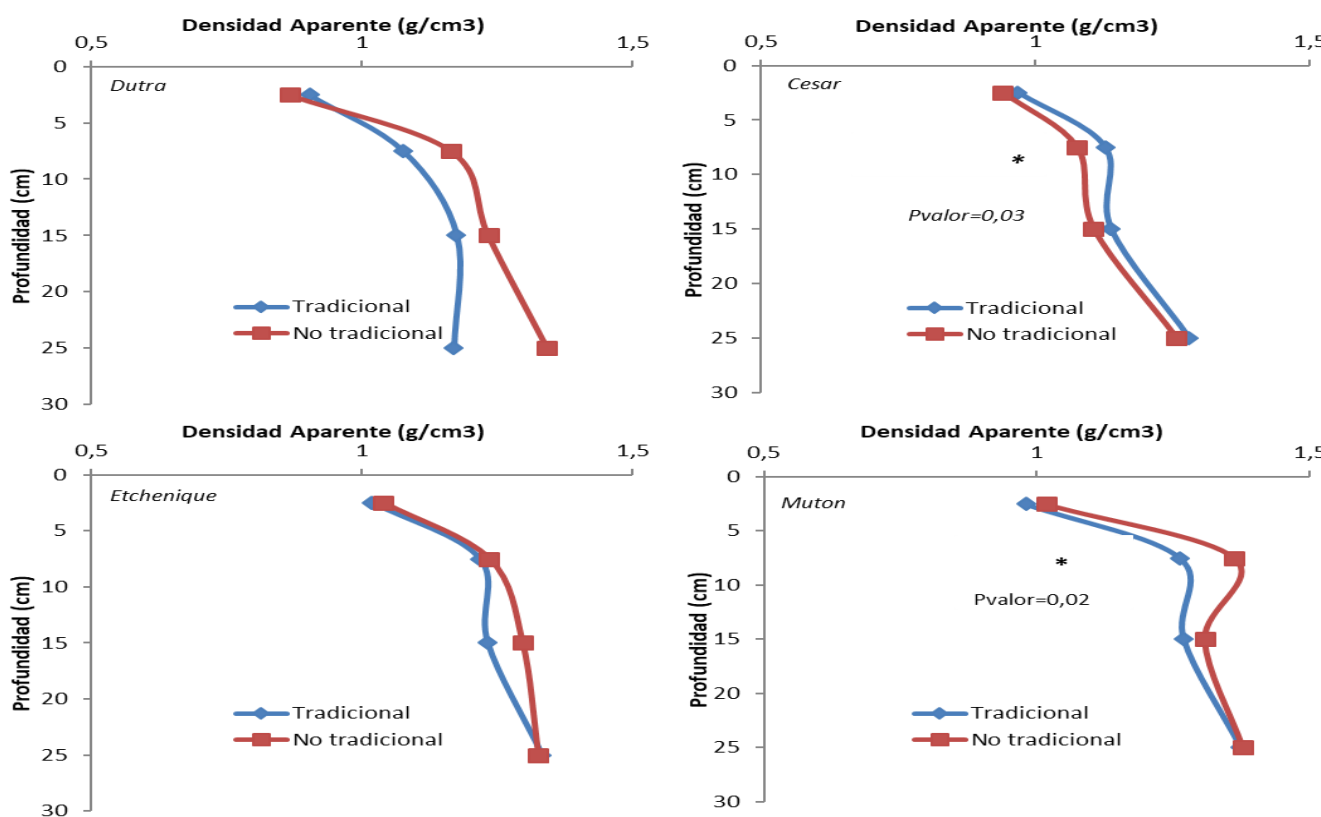 Densidad Aparente (g/cm3)
0,5 1 1,5
0
5
10
15
20
25
30
Profundidad (cm)
Dutra
Tradicional
No tradicional
Densidad Aparente (g/cm3)
0,5 1 1,5
0
5
10
15
20
25
30
Profundidad (cm)
Cesar
*
Pvalor=0,03
Tradicional
No tradicional
Densidad Aparente (g/cm3)
0,5 1 1,5
0
5
10
15
20
25
30
Profundidad (cm)
Etchenique
Tradicional
No tradicional
Densidad Aparente (g/cm3)
0,5 1 1,5
0
5
10
15
20
25
30
Profundidad (cm)
Muton
*
Pvalor=0,02
Tradicional
No tradicional